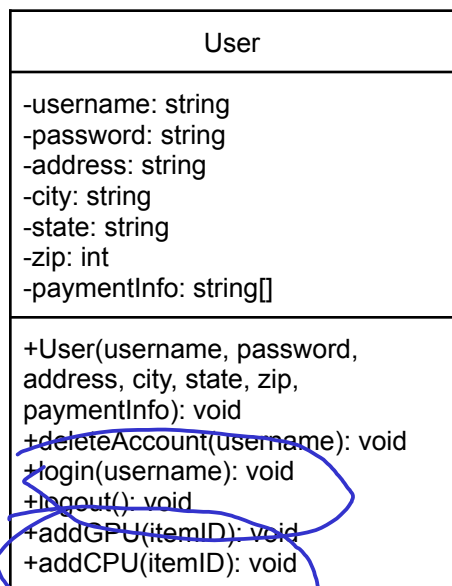 User
-username: string
-password: string
-address: string
-city: string
-state: string
-zip: int
-paymentInfo: string[]
+User(username, password,
address, city, state, zip,
paymentInfo): void
+deleteAccount(username): void
+login(username): void
+logout(): void
+addGPU(itemID): void
+addCPU(itemID): void